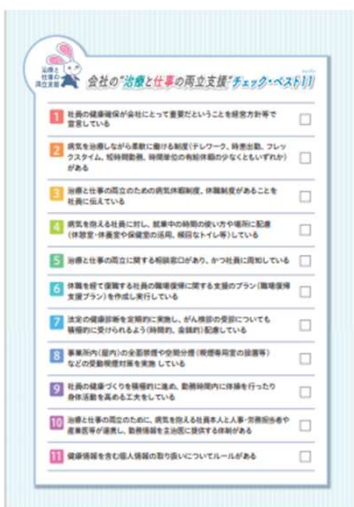 治療と
仕事の
両立支援
会社の"治療と仕事の両立支援"チェック・ベスト11
1 社員の健康確保が会社にとって重要だということを経営方針等で
宣言している
2 病気を治療しながら柔軟に働ける制度(テレワーク、時差出勤、フレッ
クスタイム、短時間勤務、時間単位の有給休暇の少なくともいずれか)
がある
3 治療と仕事の両立のための病気休暇制度、休職制度があることを
社員に伝えている
4 病気を抱える社員に対し、就業中の時間の使い方や場所に配慮
(休憩室・休養室や保健室の活用、頻回なトイレ等)している
5 治療と仕事の両立に関する相談窓口があり、かつ社員に周知している
6 休職を経て復職する社員の職場復帰に関する支援のプラン(職場復帰
支援プラン)を作成し実行している
7 法定の健康診断を定期的に実施し、がん検診の受診についても
積極的に受けられるよう(時間的、金銭的)配慮している
8 事業所内(屋内)の全面禁煙や空間分煙(喫煙専用室の設置等)
などの受動喫煙対策を実施している
9 社員の健康づくりを積極的に進め、勤務時間内に体操を行ったり
身体活動を高める工夫をしている
10 治療と仕事の両立のために、病気を抱える社員本人と人事・労務担当者や
産業医等が連携し、勤務情報を主治医に提供する体制がある
11 健康情報を含む個人情報の取り扱いについてルールがある